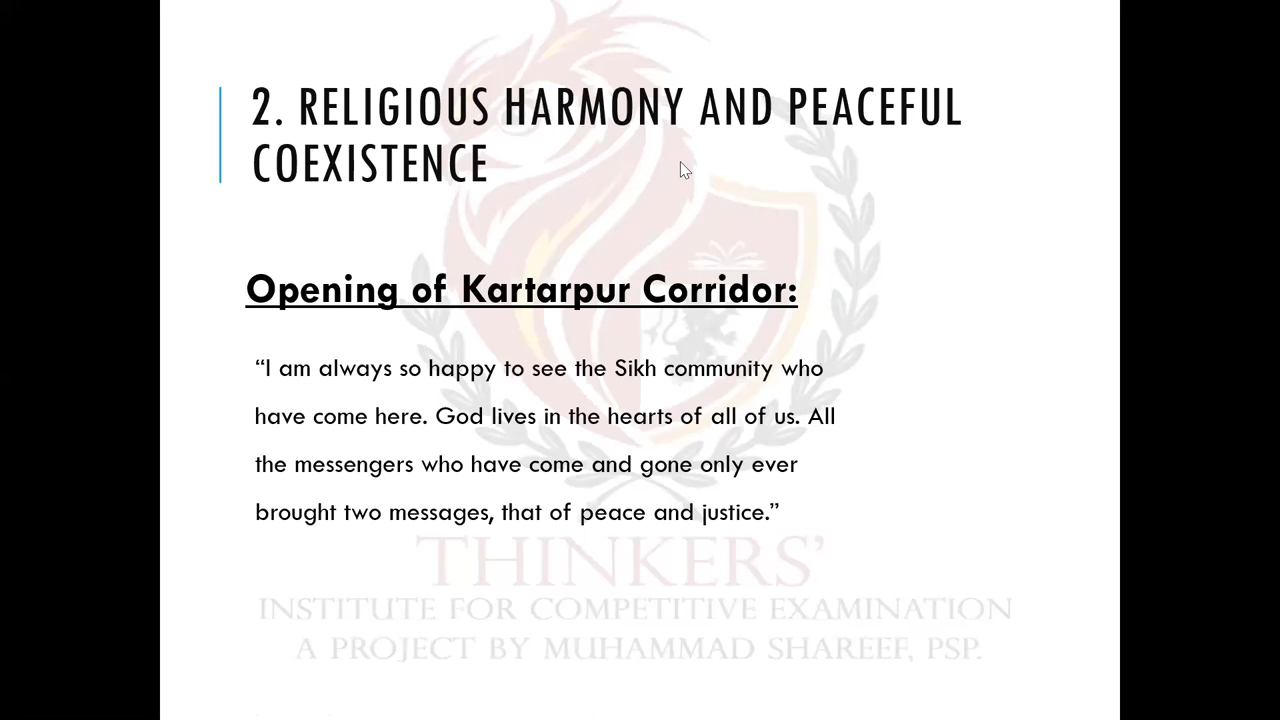 2. RELIGIOUS HARMONY AND PEACEFUL
COEXISTENCE
Opening of Kartarpur Corridor:
“I am always so happy to see the Sikh community who
have come here. God lives in the hearts of all of us. All
the messengers who have come and gone only ever
brought two messages, that of peace and justice.”
THINKERS’
INSTITUTE FOR COMPETITIVE EXAMINATION
A PROJECT BY MUHAMMAD SHAREEF, PSP.